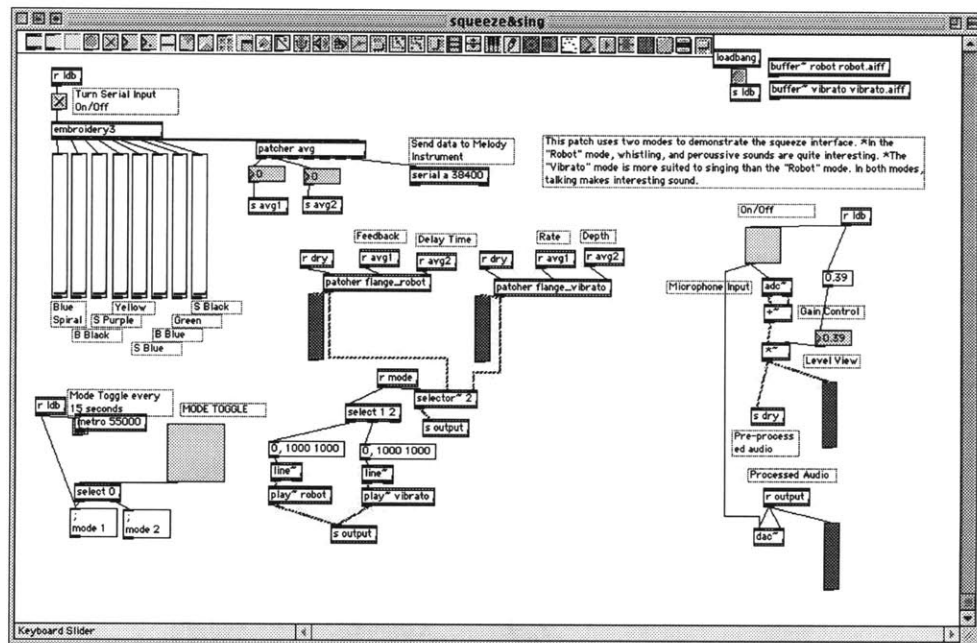 squeeze&sing
loadbang
r ldb
s ldb
buffer~ robot robot.aiff
buffer~ vibrato vibrato.aiff
Turn Serial Input
On/Off
embroidery3
patcher avg
Send data to Melody
Instrument
0
0
serial a 38400
s avg1
s avg2
This patch uses two modes to demonstrate the squeeze interface. *In the
"Robot" mode, whistling, and peroussive sounds are quite interesting. *The
"Vibrato" mode is more suited to singing than the "Robot" mode. In both modes,
talking makes interesting sound.
On/Off
r ldb
Feedback
Delay Time
Rate
Depth
r dry
r avg1
r avg2
r dry
r avg1
r avg2
patcher flange_robot
patcher flange_vibrato
Microphone Input
adc~
0.39
+~
Gain Control
0.39
*~
Level View
Blue
Spiral
Yellow
S Black
S Purple
Green
B Black
B Blue
S Blue
r mode
selector~ 2
select 1 2
s output
s dry
Pre-process
ed audio
0, 1000 1000
0, 1000 1000
line~
line~
play~ robot
play~ vibrato
s output
Mode Toggle every
15 seconds
r ldb
metro 55000
MODE TOGGLE
select 0
;
mode 1
;
mode 2
Processed Audio
r output
dac~
Keyboard Slider